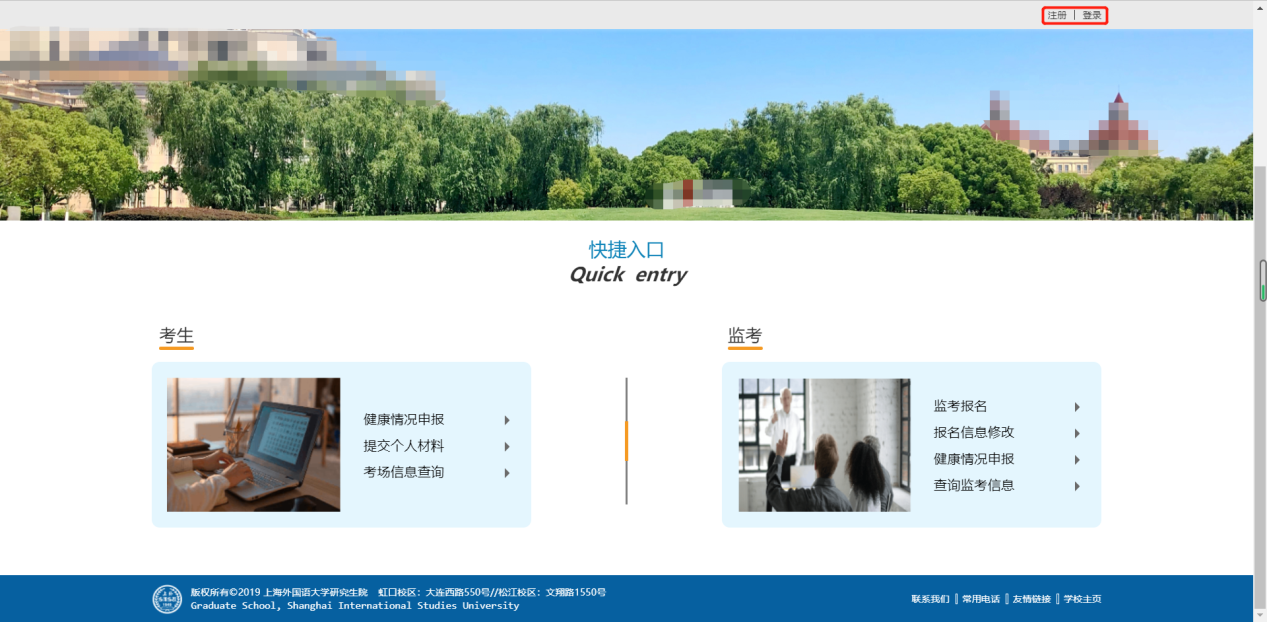 注册 | 登录
快捷入口
Quick entry
考生
健康情况申报
提交个人材料
考场信息查询
监考
监考报名
报名信息修改
健康情况申报
查询监考信息
版权所有©2019 上海外国语大学研究生院 虹口校区：大连西路550号//松江校区：文翔路1550号
Graduate School, Shanghai International Studies University
联系我们 || 常用电话 || 友情链接 || 学校主页